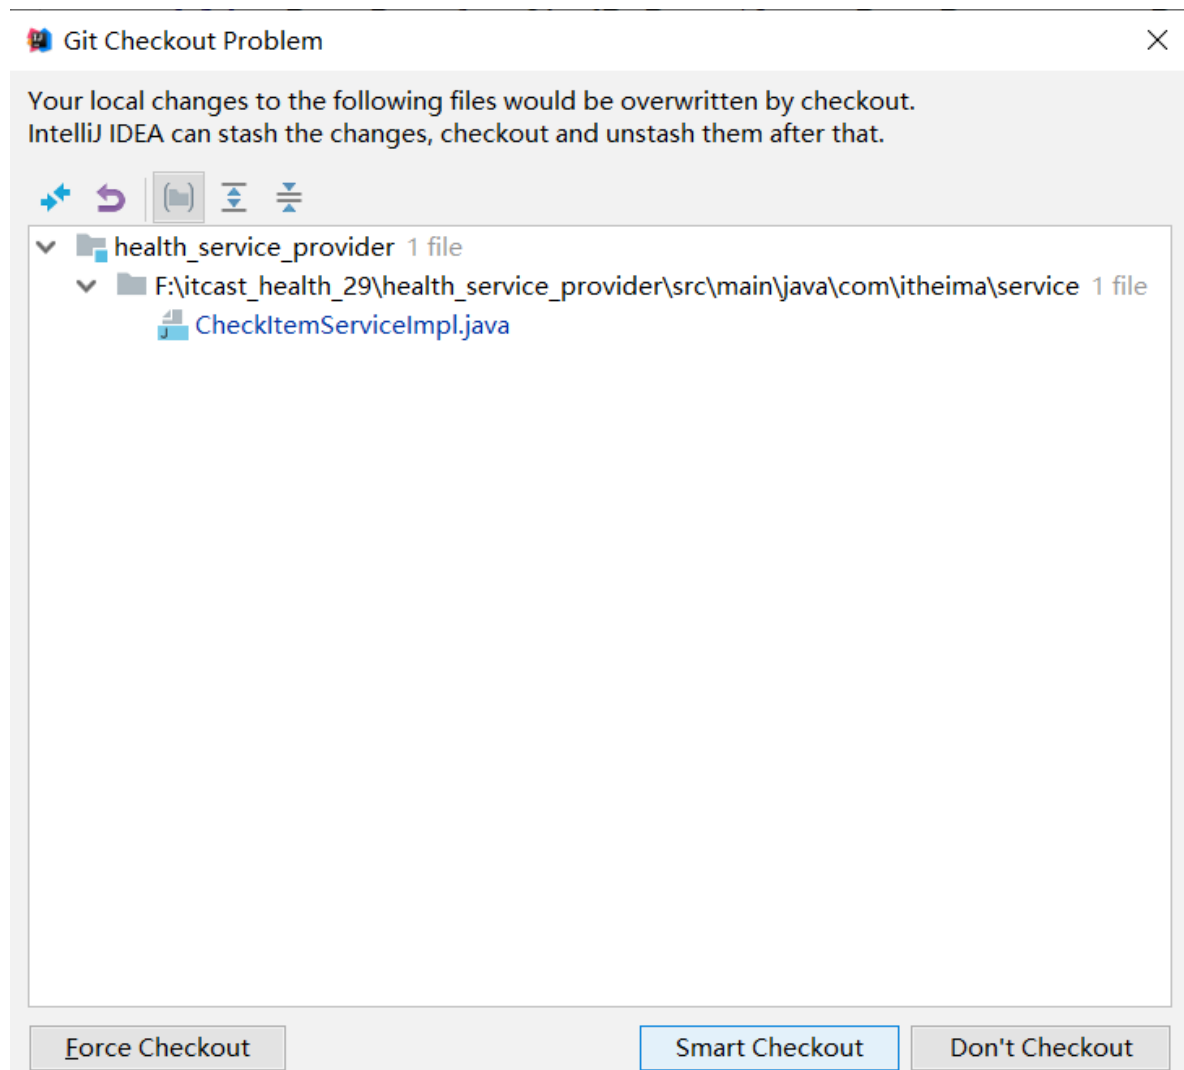 Git Checkout Problem
Your local changes to the following files would be overwritten by checkout.
IntelliJ IDEA can stash the changes, checkout and unstash them after that.
health_service_provider 1 file
F:\itcast_health_29\health_service_provider\src\main\java\com\itheima\service 1 file
CheckItemServiceImpl.java
Force Checkout
Smart Checkout
Don't Checkout